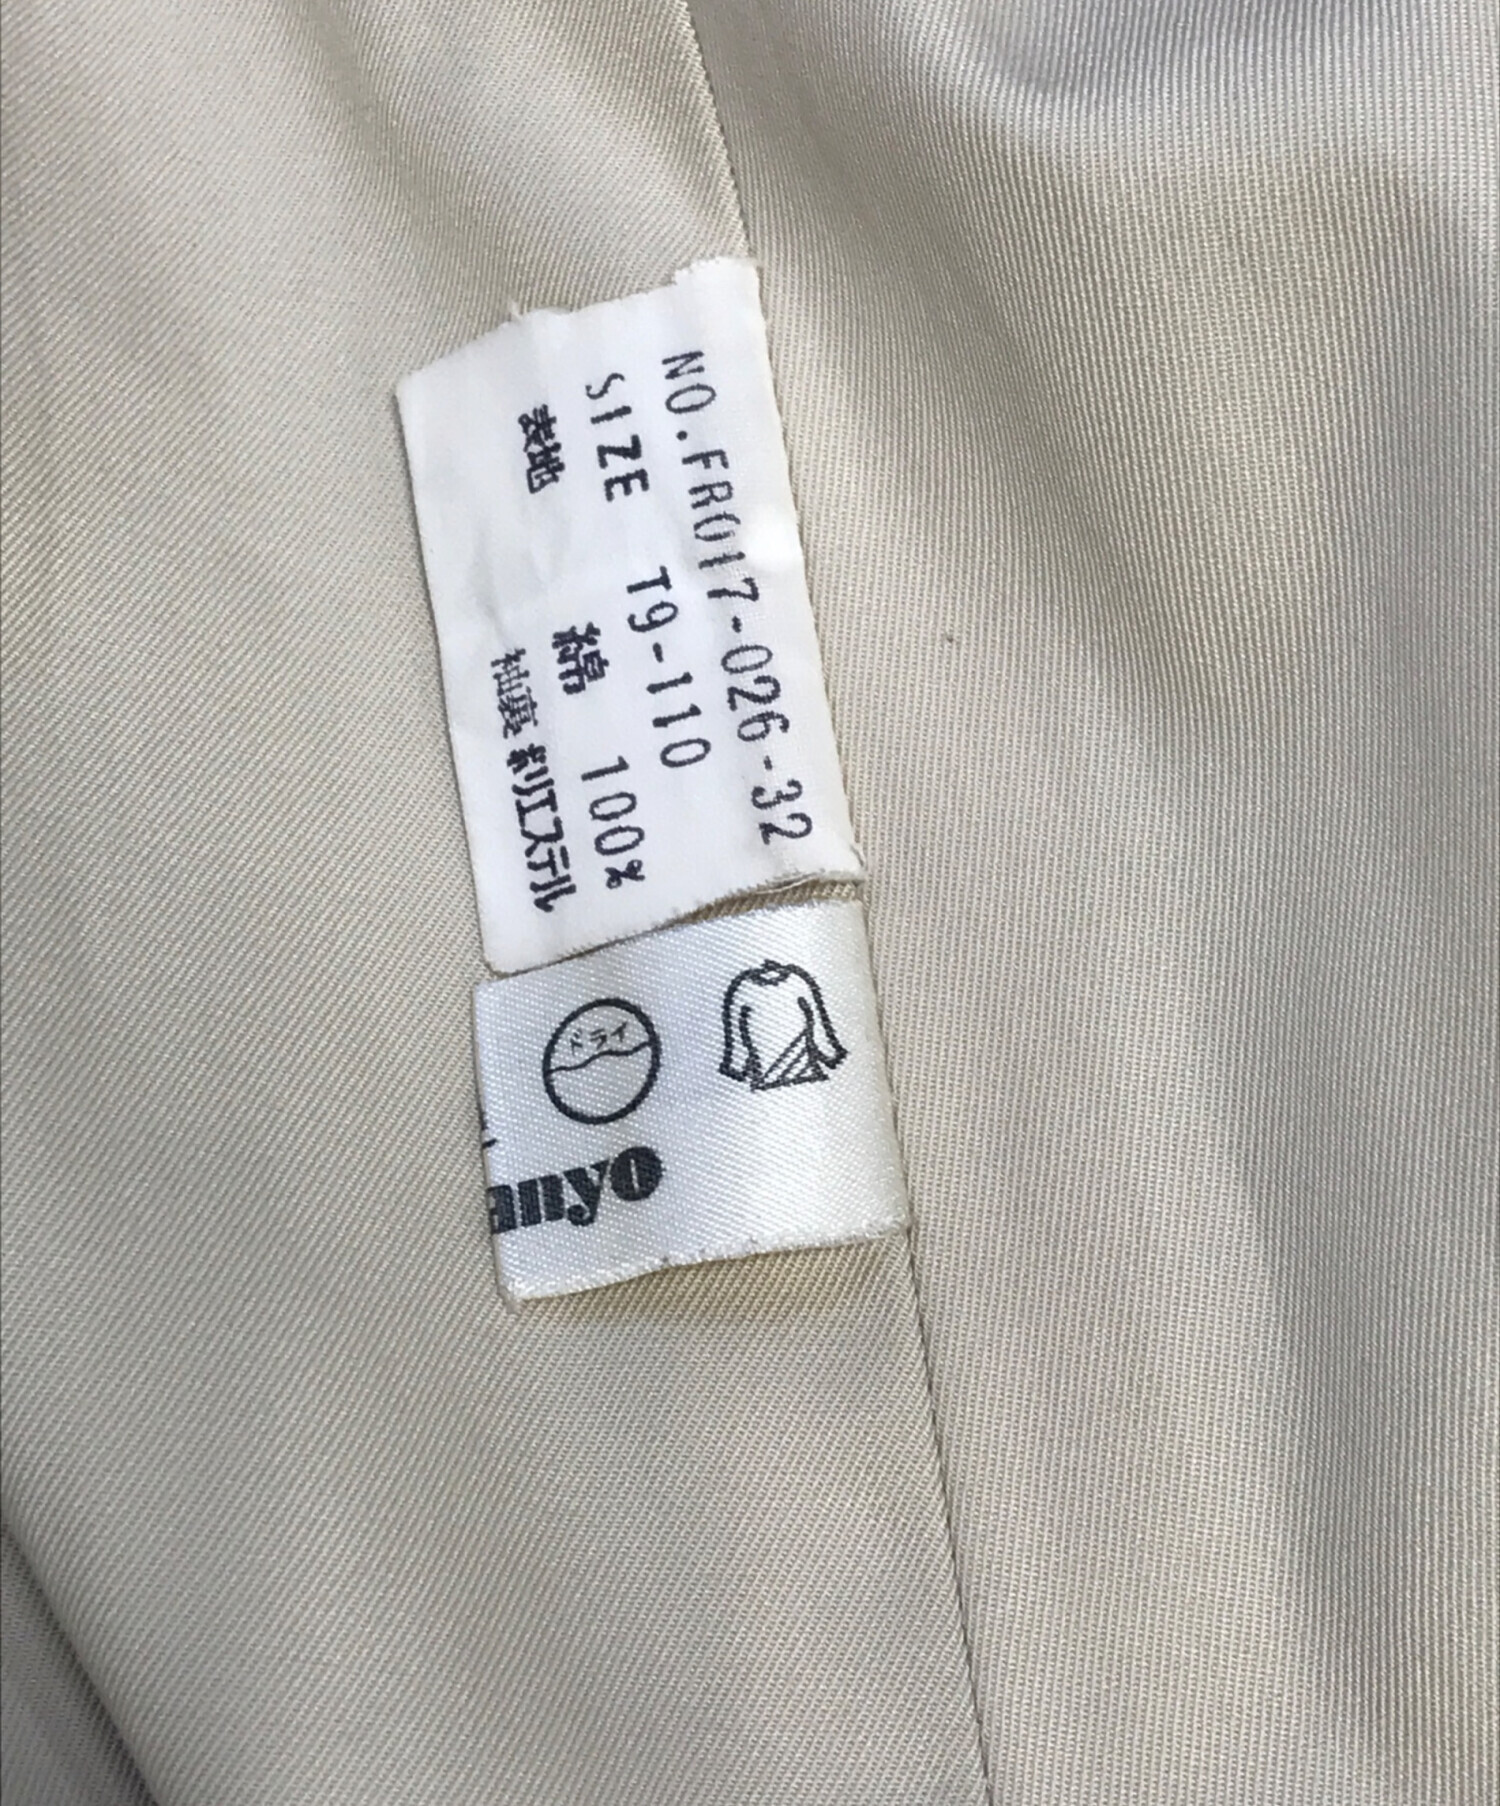 NO.FR017-026-32
SIZE T9-110
表地 綿 100%
袖裏 ポリエステル
ドライ
anyo